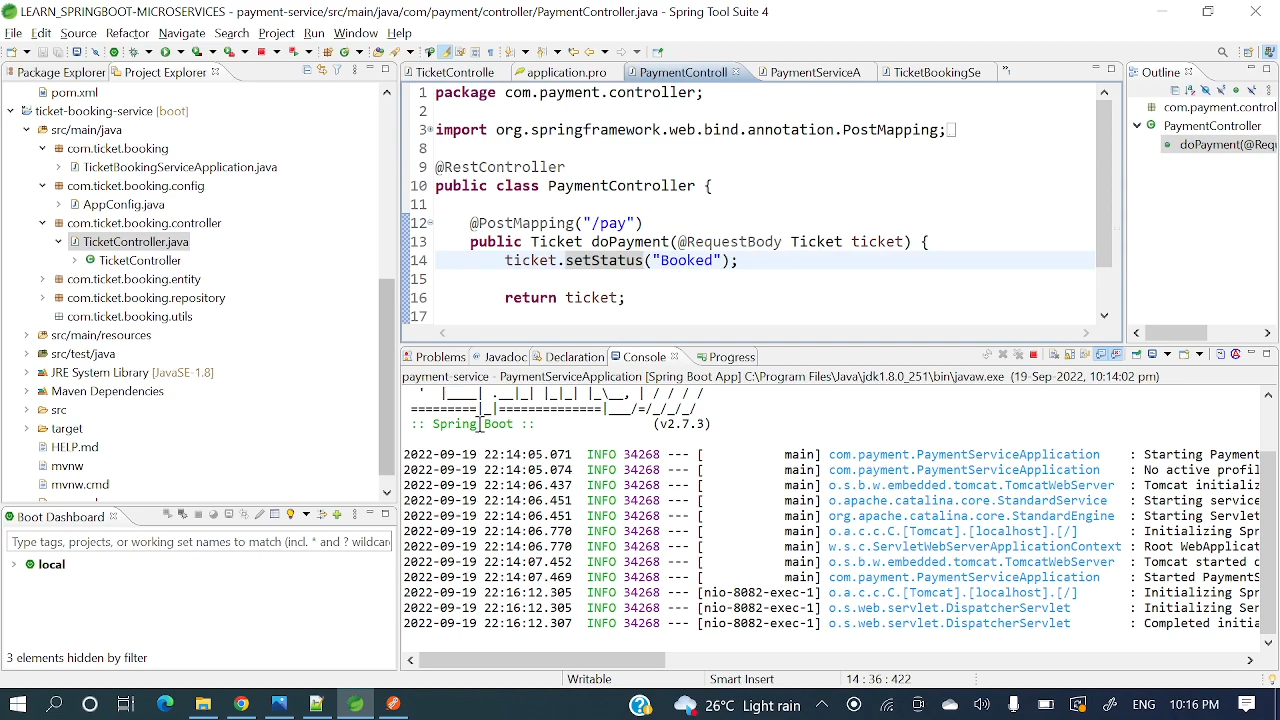 LEARN_SPRINGBOOT-MICROSERVICES - payment-service/src/main/java/com/payment/controller/PaymentController.java - Spring Tool Suite 4
File Edit Source Refactor Navigate Search Project Run Window Help
Package Explorer Project Explorer
pom.xml
ticket-booking-service [boot]
src/main/java
com.ticket.booking
TicketBookingServiceApplication.java
com.ticket.booking.config
AppConfig.java
com.ticket.booking.controller
TicketController.java
TicketController
com.ticket.booking.entity
com.ticket.booking.repository
com.ticket.booking.utils
src/main/resources
src/test/java
JRE System Library [JavaSE-1.8]
Maven Dependencies
src
target
HELP.md
mvnw
mvnw.cmd
Boot Dashboard
Type tags, projects, or working set names to match (incl. * and ? wildcard
local
3 elements hidden by filter
TicketControlle application.pro PaymentControll PaymentServiceA TicketBookingSe
1 package com.payment.controller;
2
3 import org.springframework.web.bind.annotation.PostMapping;
8
9 @RestController
10 public class PaymentController {
11
12 @PostMapping("/pay")
13 public Ticket doPayment(@RequestBody Ticket ticket) {
14 ticket.setStatus("Booked");
15
16 return ticket;
17
Outline
com.payment.control
PaymentController
doPayment(@Requ
Problems Javadoc Declaration Console Progress
payment-service - PaymentServiceApplication [Spring Boot App] C:\Program Files\Java\jdk1.8.0_251\bin\javaw.exe (19-Sep-2022, 10:14:02 pm)
' |____| .__|_| |_|_| |_\__, | / / / /
=========|_|==============|___/=/_/_/_/
:: Spring Boot :: (v2.7.3)
2022-09-19 22:14:05.071 INFO 34268 --- [ main] com.payment.PaymentServiceApplication : Starting Payment
2022-09-19 22:14:05.074 INFO 34268 --- [ main] com.payment.PaymentServiceApplication : No active profil
2022-09-19 22:14:06.437 INFO 34268 --- [ main] o.s.b.w.embedded.tomcat.TomcatWebServer : Tomcat initializ
2022-09-19 22:14:06.451 INFO 34268 --- [ main] o.apache.catalina.core.StandardService : Starting service
2022-09-19 22:14:06.451 INFO 34268 --- [ main] org.apache.catalina.core.StandardEngine : Starting Servlet
2022-09-19 22:14:06.770 INFO 34268 --- [ main] o.a.c.c.C.[Tomcat].[localhost].[/] : Initializing Spr
2022-09-19 22:14:06.770 INFO 34268 --- [ main] w.s.c.ServletWebServerApplicationContext : Root WebApplicat
2022-09-19 22:14:07.452 INFO 34268 --- [ main] o.s.b.w.embedded.tomcat.TomcatWebServer : Tomcat started o
2022-09-19 22:14:07.469 INFO 34268 --- [ main] com.payment.PaymentServiceApplication : Started PaymentS
2022-09-19 22:16:12.305 INFO 34268 --- [nio-8082-exec-1] o.a.c.c.C.[Tomcat].[localhost].[/] : Initializing Spr
2022-09-19 22:16:12.305 INFO 34268 --- [nio-8082-exec-1] o.s.web.servlet.DispatcherServlet : Initializing Ser
2022-09-19 22:16:12.307 INFO 34268 --- [nio-8082-exec-1] o.s.web.servlet.DispatcherServlet : Completed initia
Writable Smart Insert 14 : 36 : 422
26°C Light rain ENG 10:16 PM